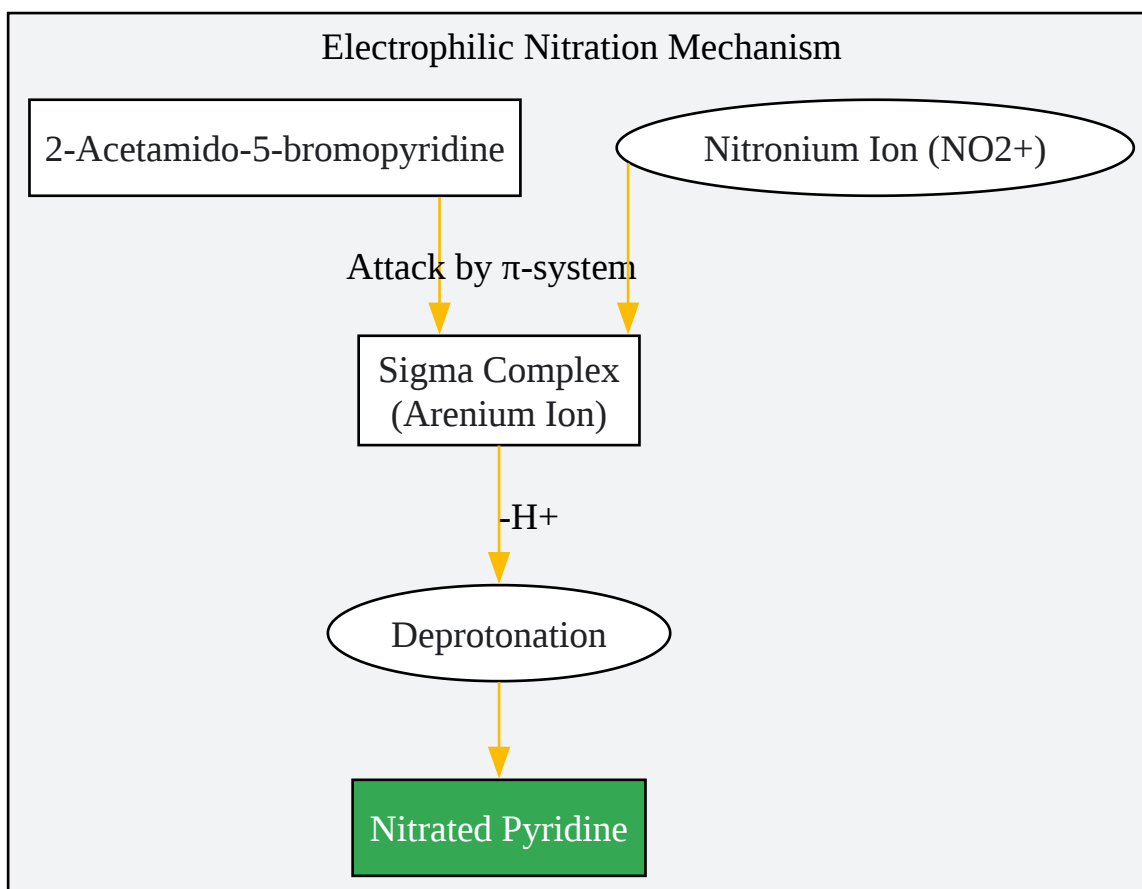 Electrophilic Nitration Mechanism
2-Acetamido-5-bromopyridine
Nitronium Ion (NO2+)
Attack by π-system
Sigma Complex
(Arenium Ion)
-H+
Deprotonation
Nitrated Pyridine